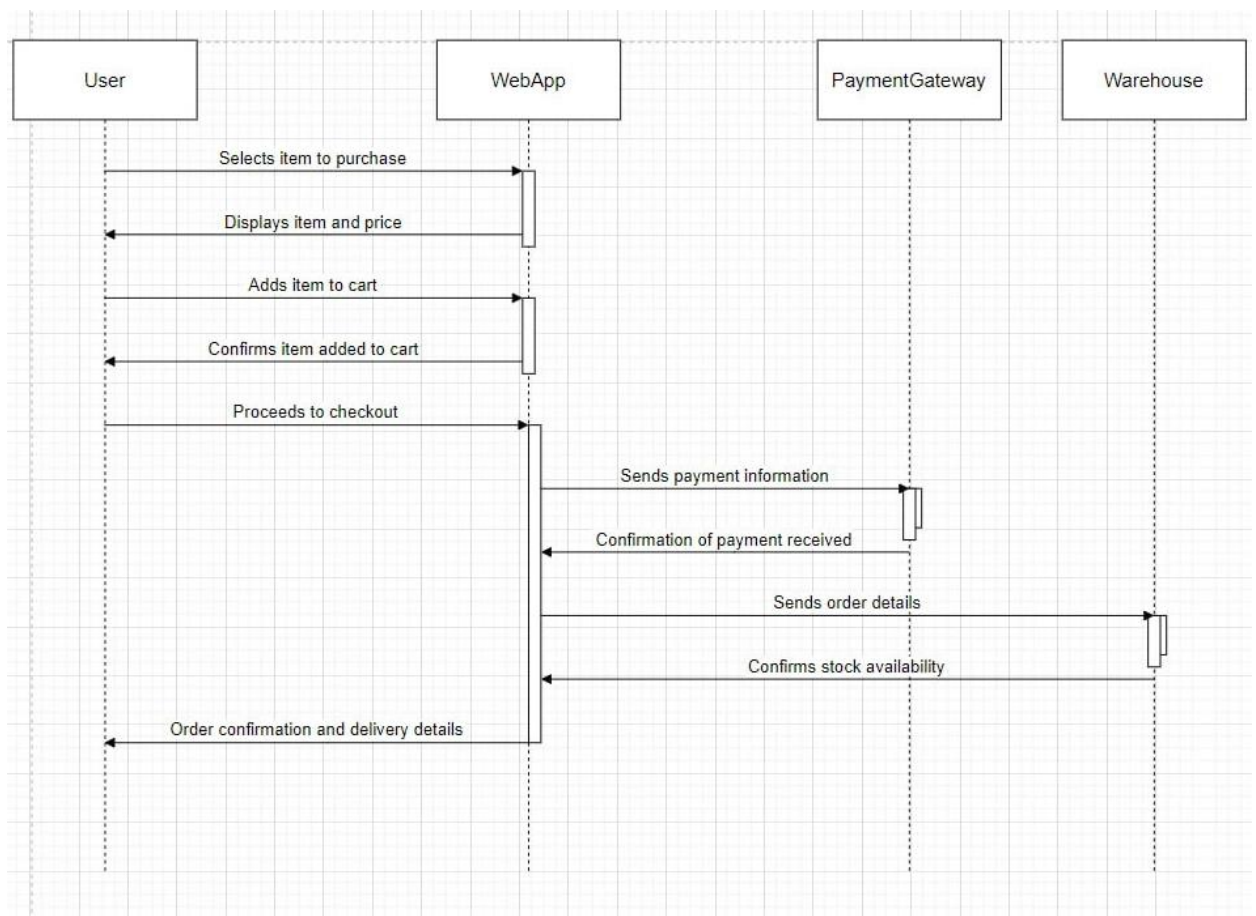 User
WebApp
PaymentGateway
Warehouse
Selects item to purchase
Displays item and price
Adds item to cart
Confirms item added to cart
Proceeds to checkout
Sends payment information
Confirmation of payment received
Sends order details
Confirms stock availability
Order confirmation and delivery details